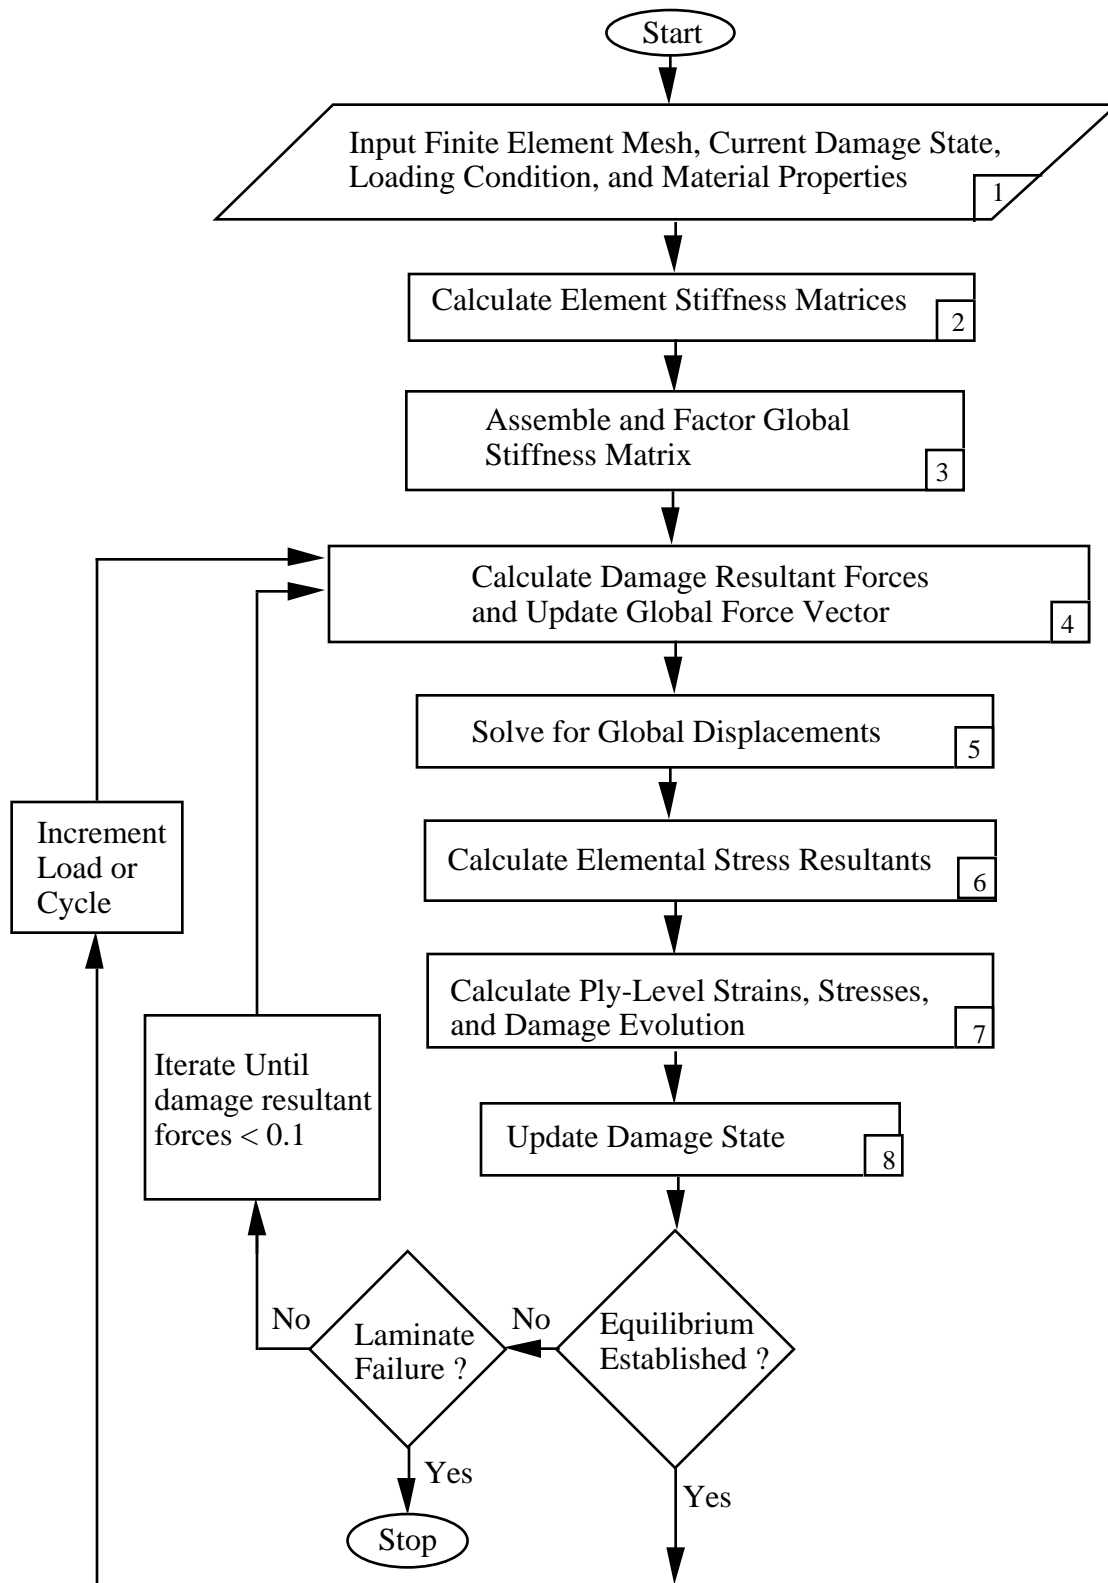 Start
Input Finite Element Mesh, Current Damage State,
Loading Condition, and Material Properties
1
Calculate Element Stiffness Matrices
2
Assemble and Factor Global
Stiffness Matrix
3
Calculate Damage Resultant Forces
and Update Global Force Vector
4
Solve for Global Displacements
5
Increment
Load or
Cycle
Calculate Elemental Stress Resultants
6
Calculate Ply-Level Strains, Stresses,
and Damage Evolution
7
Iterate Until
damage resultant
forces < 0.1
Update Damage State
8
No
Laminate
Failure ?
No
Equilibrium
Established ?
Yes
Yes
Stop